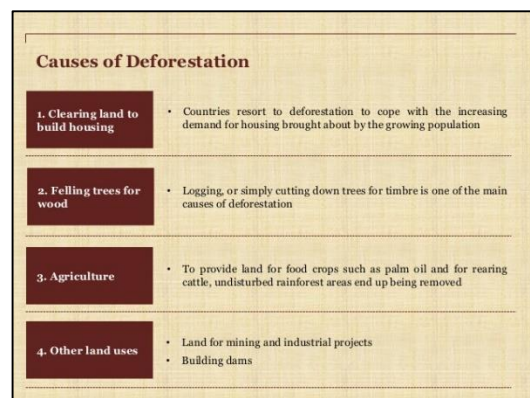 Causes of Deforestation
1. Clearing land to
build housing
• Countries resort to deforestation to cope with the increasing
demand for housing brought about by the growing population
2. Felling trees for
wood
• Logging, or simply cutting down trees for timbre is one of the main
causes of deforestation
3. Agriculture
• To provide land for food crops such as palm oil and for rearing
cattle, undisturbed rainforest areas end up being removed
4. Other land uses
• Land for mining and industrial projects
• Building dams